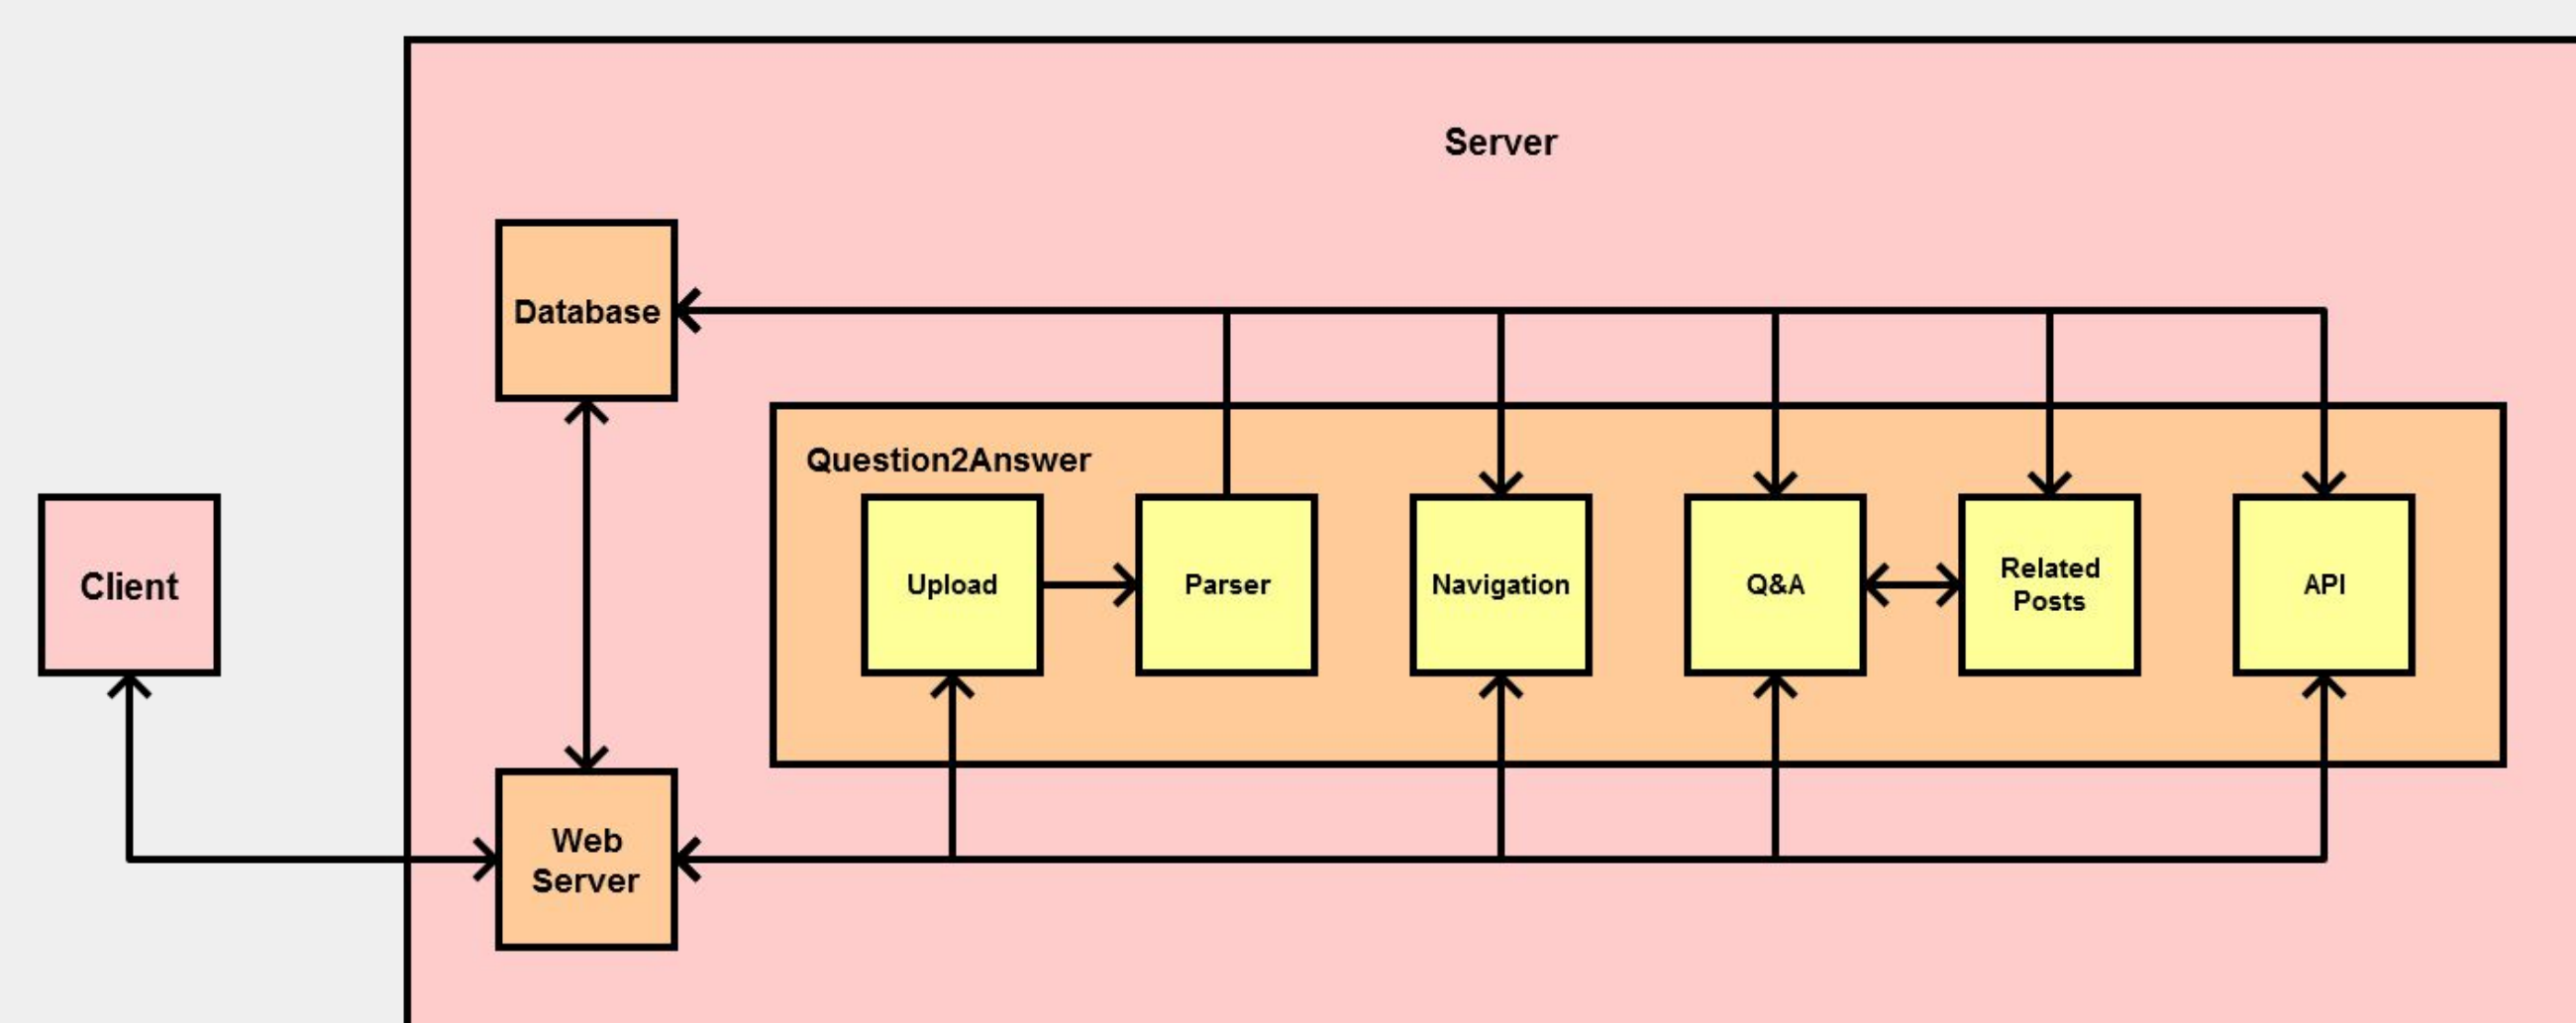 Server
Database
Question2Answer
Client
Upload
Parser
Navigation
Q&A
Related
Posts
API
Web
Server